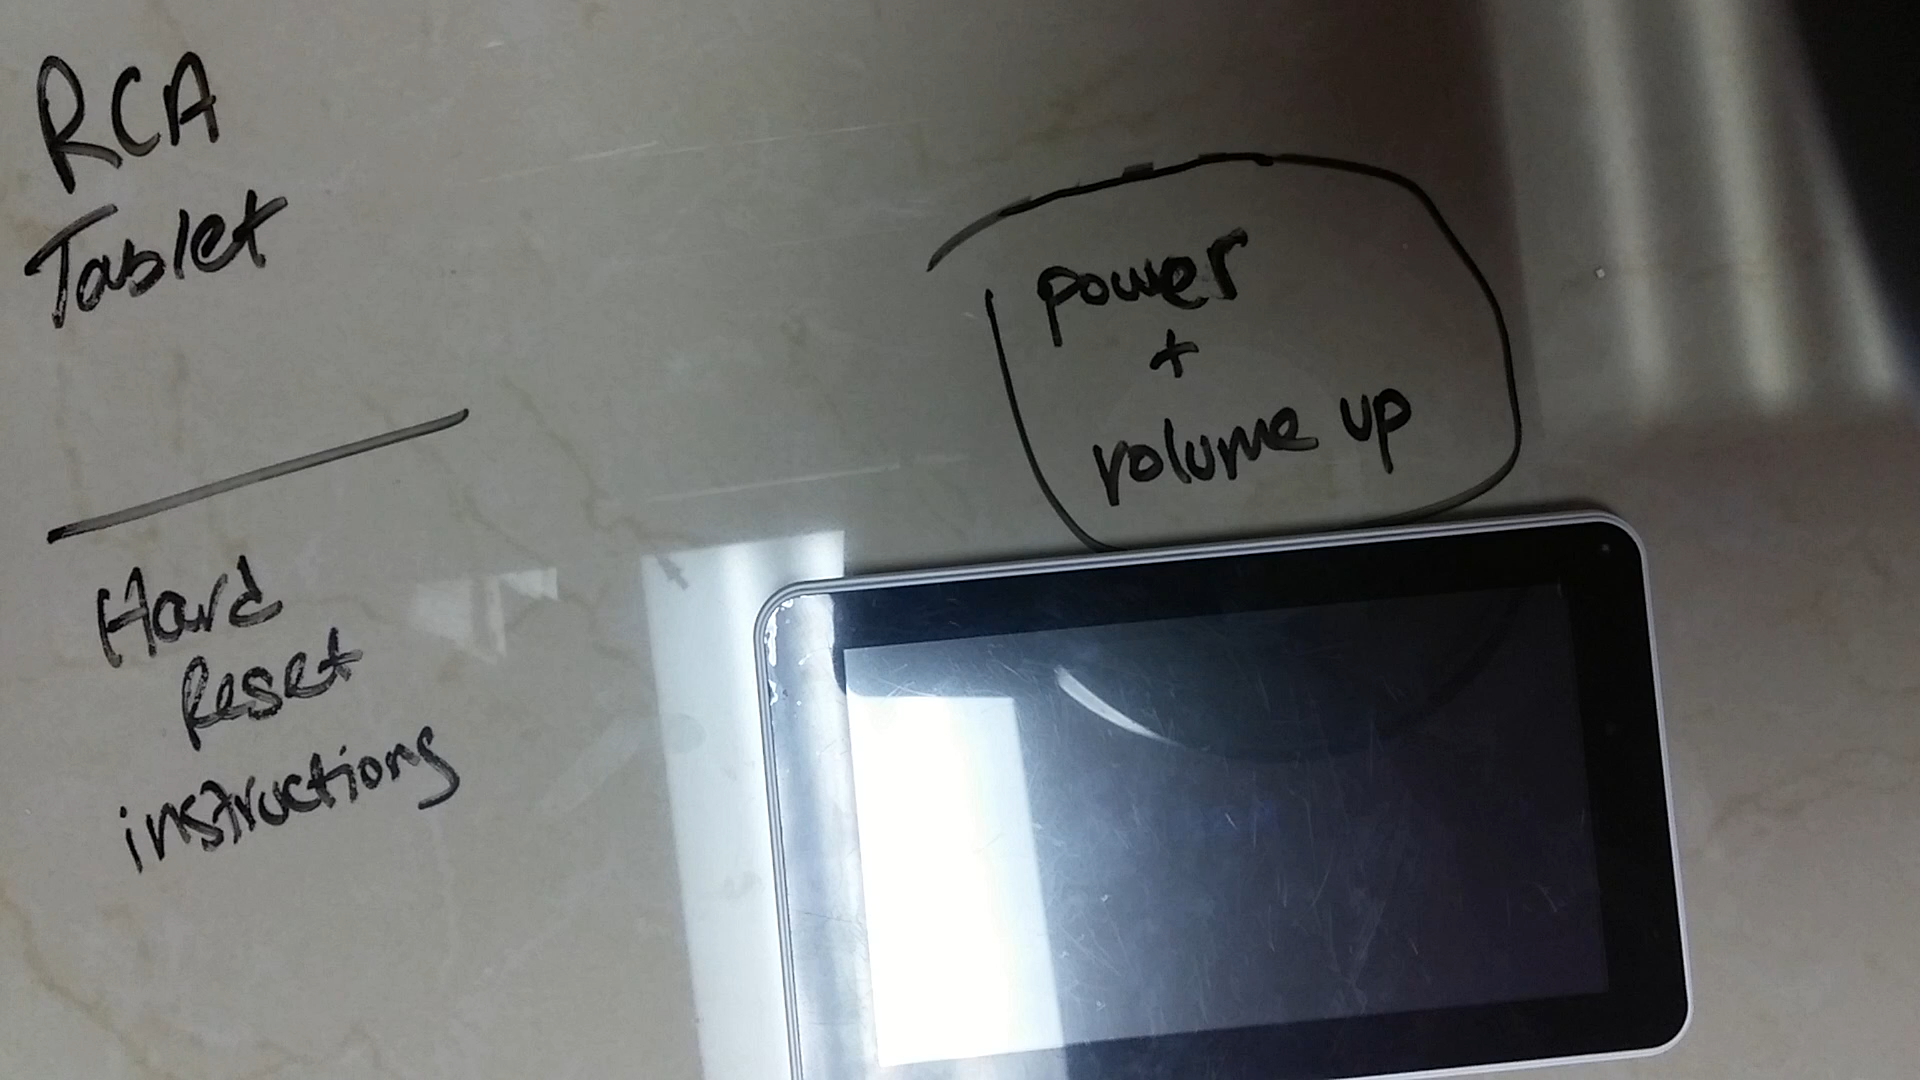 RCA
Tablet
Hard
Reset
instructions
power
+
volume up